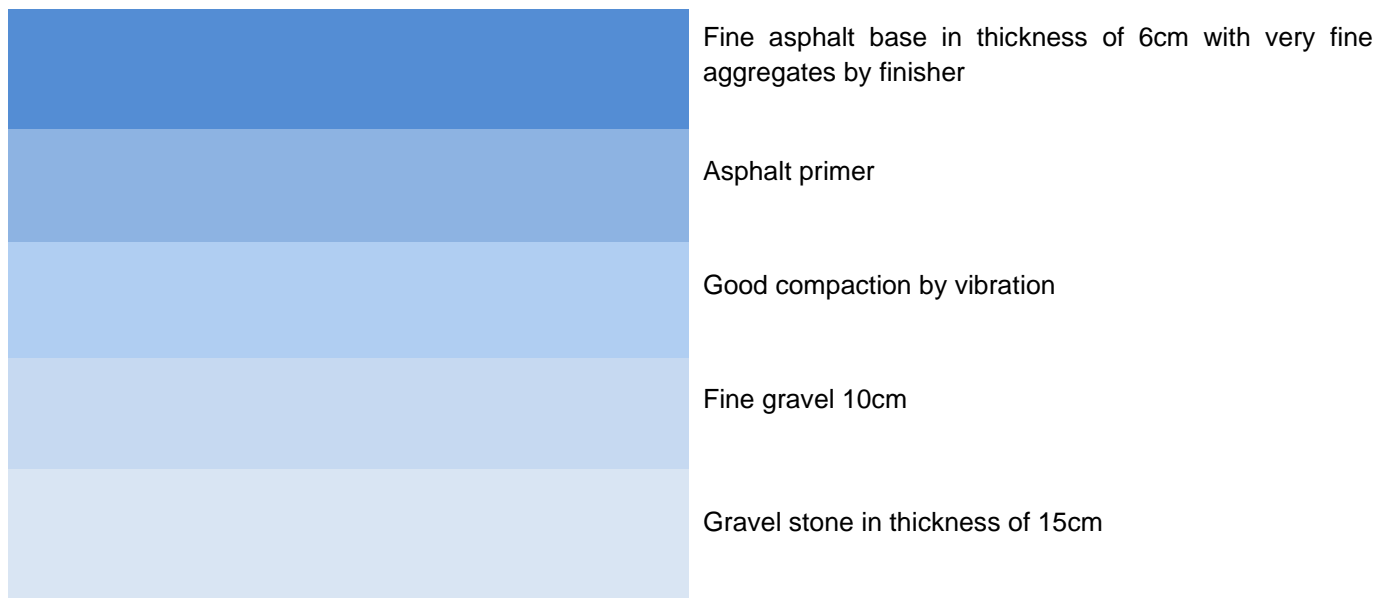 Fine asphalt base in thickness of 6cm with very fine
aggregates by finisher
Asphalt primer
Good compaction by vibration
Fine gravel 10cm
Gravel stone in thickness of 15cm